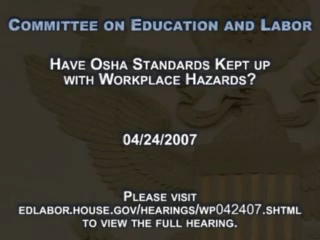 Committee on Education and Labor
Have Osha Standards Kept up
with Workplace Hazards?
04/24/2007
Please visit
edlabor.house.gov/hearings/wp042407.shtml
to view the full hearing.